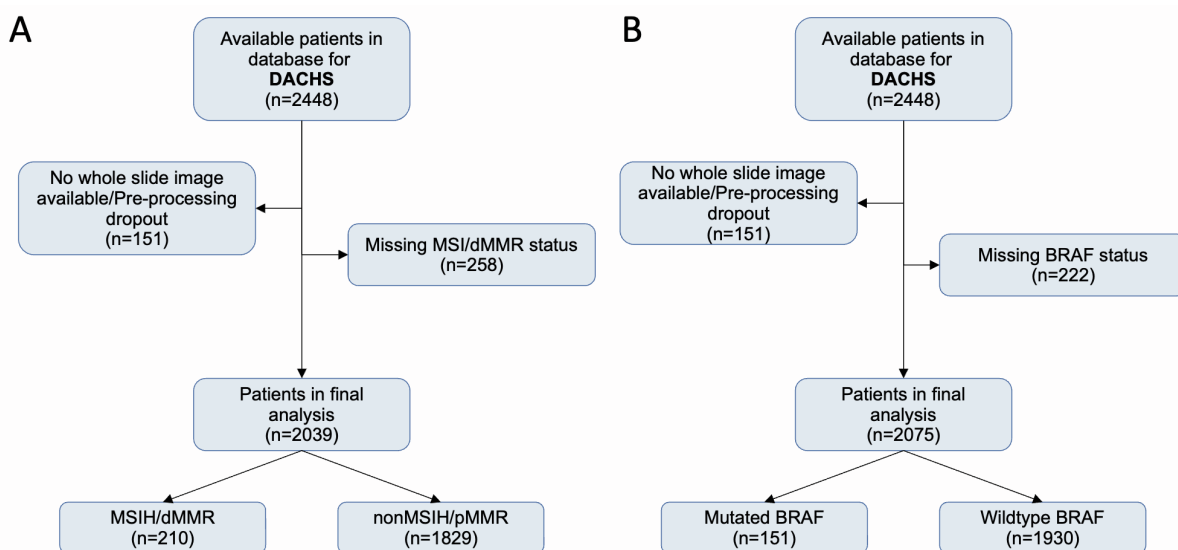 A
Available patients in
database for
DACHS
(n=2448)
No whole slide image
available/Pre-processing
dropout
(n=151)
Missing MSI/dMMR status
(n=258)
Patients in final
analysis
(n=2039)
MSIH/dMMR
(n=210)
nonMSIH/pMMR
(n=1829)
B
Available patients in
database for
DACHS
(n=2448)
No whole slide image
available/Pre-processing
dropout
(n=151)
Missing BRAF status
(n=222)
Patients in final
analysis
(n=2075)
Mutated BRAF
(n=151)
Wildtype BRAF
(n=1930)